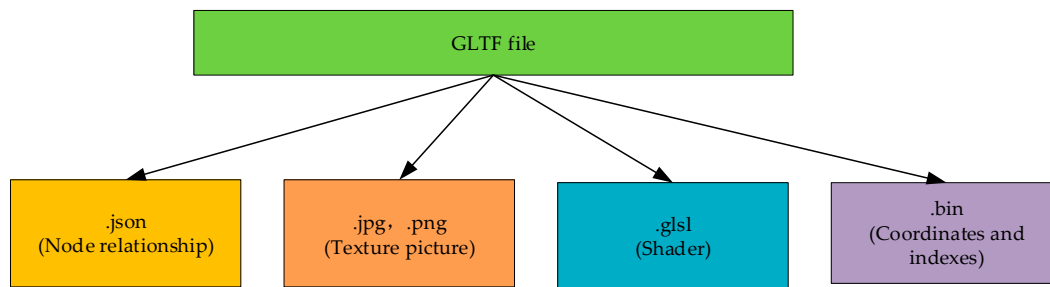 GLTF file
.json
(Node relationship)
.jpg，.png
(Texture picture)
.glsl
(Shader)
.bin
(Coordinates and
indexes)